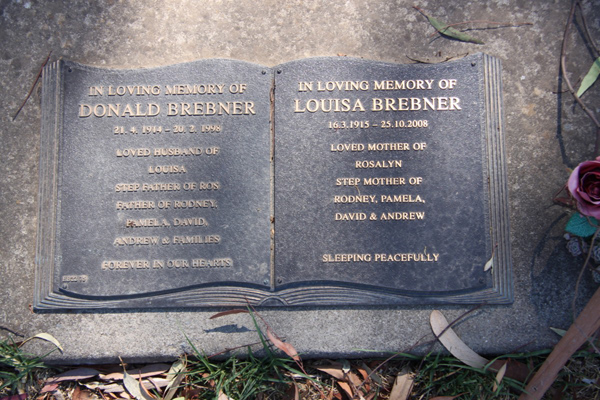 IN LOVING MEMORY OF
DONALD BREBNER
21. 4. 1914 - 20. 2. 1998
LOVED HUSBAND OF
LOUISA
STEP FATHER OF ROS
FATHER OF RODNEY,
PAMELA, DAVID,
ANDREW & FAMILIES
FOREVER IN OUR HEARTS
IN LOVING MEMORY OF
LOUISA BREBNER
16.3.1915 - 25.10.2008
LOVED MOTHER OF
ROSALYN
STEP MOTHER OF
RODNEY, PAMELA,
DAVID & ANDREW
SLEEPING PEACEFULLY